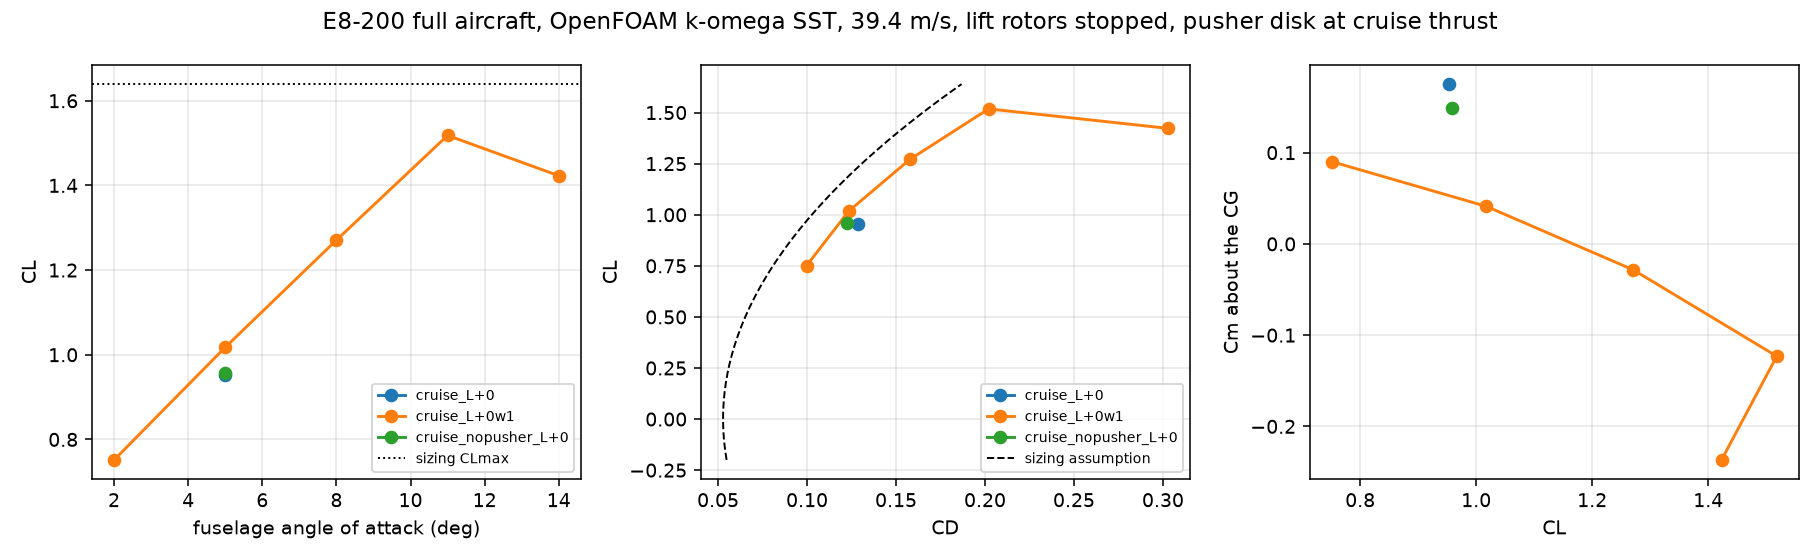 E8-200 full aircraft, OpenFOAM k-omega SST, 39.4 m/s, lift rotors stopped, pusher disk at cruise thrust
1.6
1.4
1.2
1.0
0.8
CL
2 4 6 8 10 12 14
fuselage angle of attack (deg)
cruise_L+0
cruise_L+0w1
cruise_nopusher_L+0
sizing CLmax
1.50
1.25
1.00
0.75
0.50
0.25
0.00
−0.25
CL
0.05 0.10 0.15 0.20 0.25 0.30
CD
cruise_L+0
cruise_L+0w1
cruise_nopusher_L+0
sizing assumption
0.1
0.0
−0.1
−0.2
Cm about the CG
0.8 1.0 1.2 1.4
CL